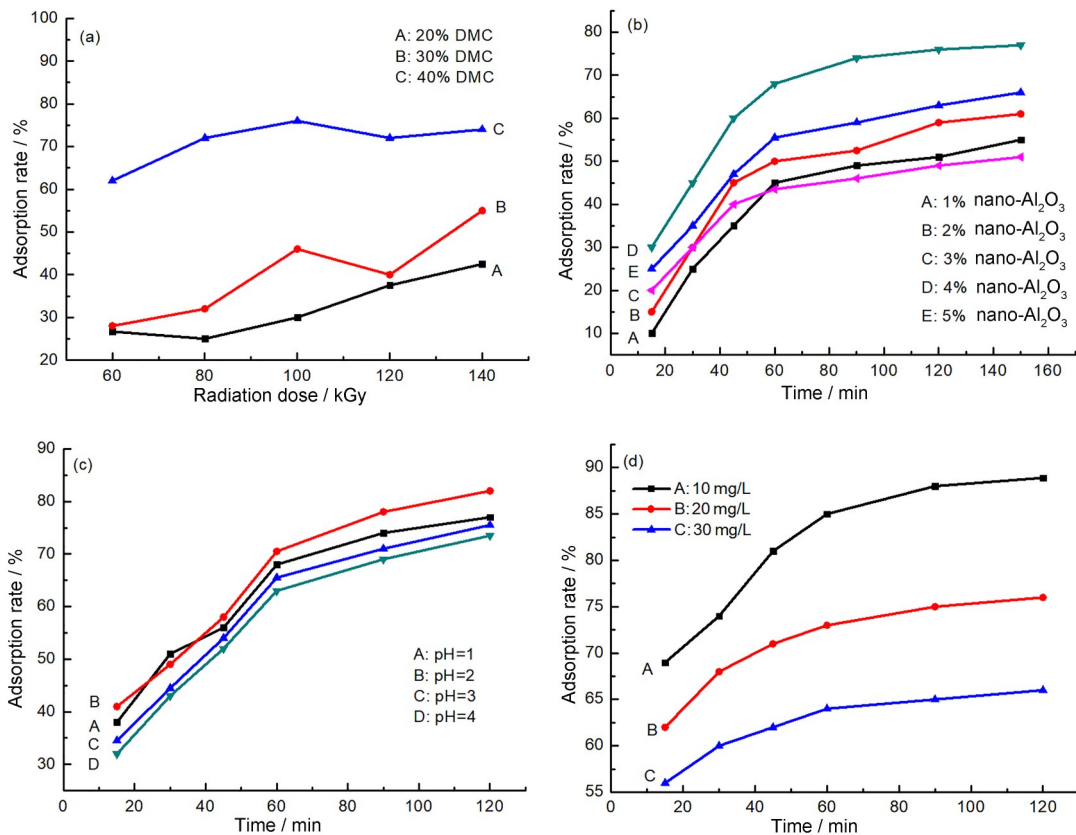 (a)
A: 20% DMC
B: 30% DMC
C: 40% DMC
100
90
80
70
60
50
40
30
20
Adsorption rate / %
C
B
A
60
80
100
120
140
Radiation dose / kGy
(b)
80
70
60
50
40
30
20
10
Adsorption rate / %
D
E
C
B
A
A: 1% nano-Al₂O₃
B: 2% nano-Al₂O₃
C: 3% nano-Al₂O₃
D: 4% nano-Al₂O₃
E: 5% nano-Al₂O₃
0
20
40
60
80
100
120
140
160
Time / min
(c)
90
80
70
60
50
40
30
Adsorption rate / %
B
A
C
D
A: pH=1
B: pH=2
C: pH=3
D: pH=4
0
20
40
60
80
100
120
Time / min
(d)
A: 10 mg/L
B: 20 mg/L
C: 30 mg/L
90
85
80
75
70
65
60
55
Adsorption rate / %
A
B
C
0
20
40
60
80
100
120
Time / min